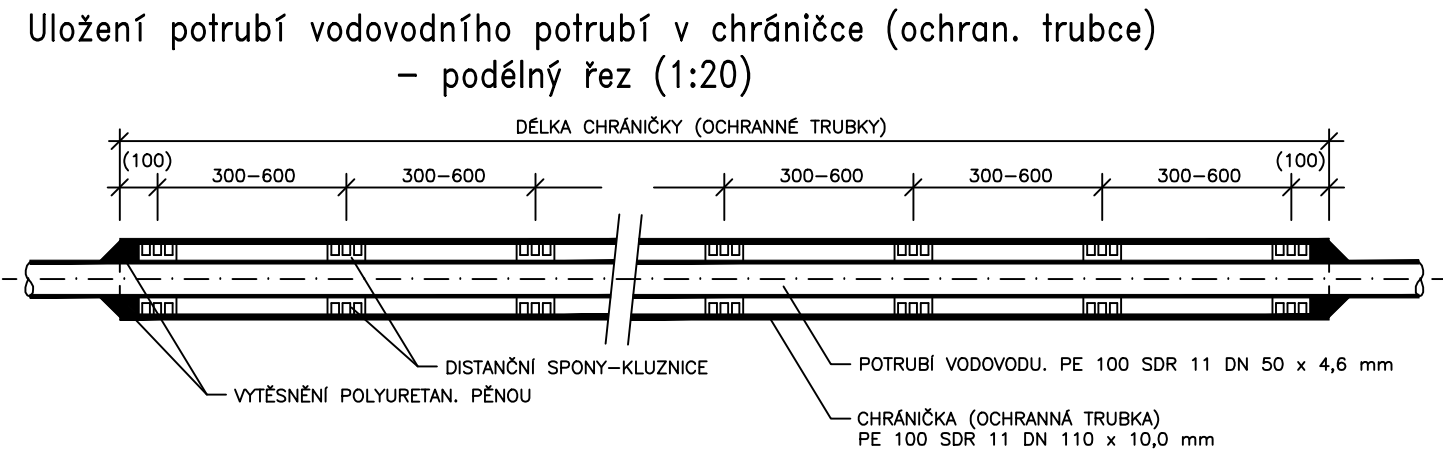 Uložení potrubí vodovodního potrubí v chráničce (ochran. trubce)
– podélný řez (1:20)
DÉLKA CHRÁNIČKY (OCHRANNÉ TRUBKY)
(100) 300–600 300–600 300–600 300–600 300–600 (100)
DISTANČNÍ SPONY–KLUZNICE
POTRUBÍ VODOVODU. PE 100 SDR 11 DN 50 x 4,6 mm
VYTĚSNĚNÍ POLYURETAN. PĚNOU
CHRÁNIČKA (OCHRANNÁ TRUBKA)
PE 100 SDR 11 DN 110 x 10,0 mm